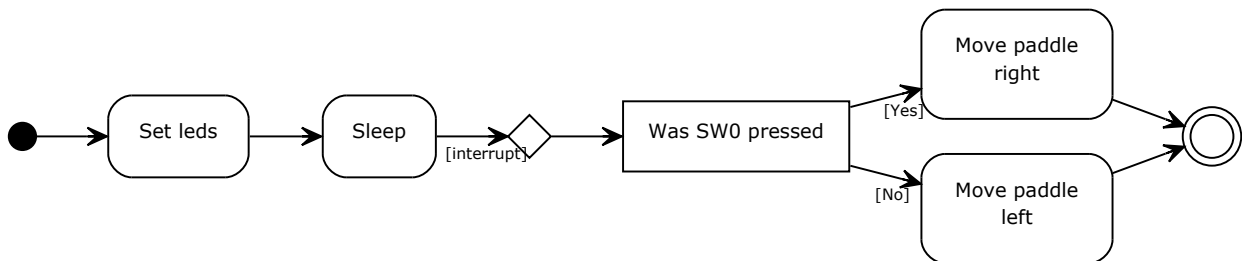 Set leds
Sleep
[interrupt]
Was SW0 pressed
[Yes]
Move paddle
right
[No]
Move paddle
left